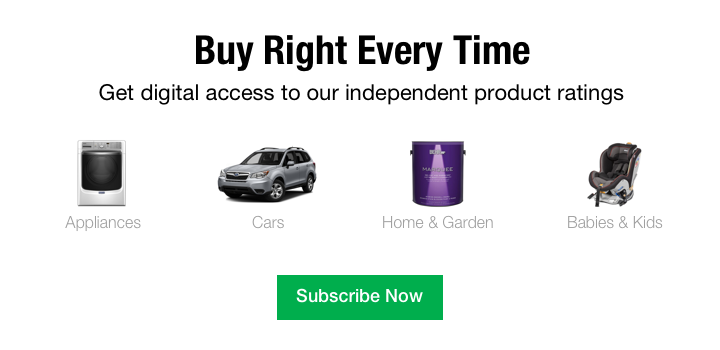 Buy Right Every Time
Get digital access to our independent product ratings
MARQUEE
Appliances
Cars
Home & Garden
Babies & Kids
Subscribe Now